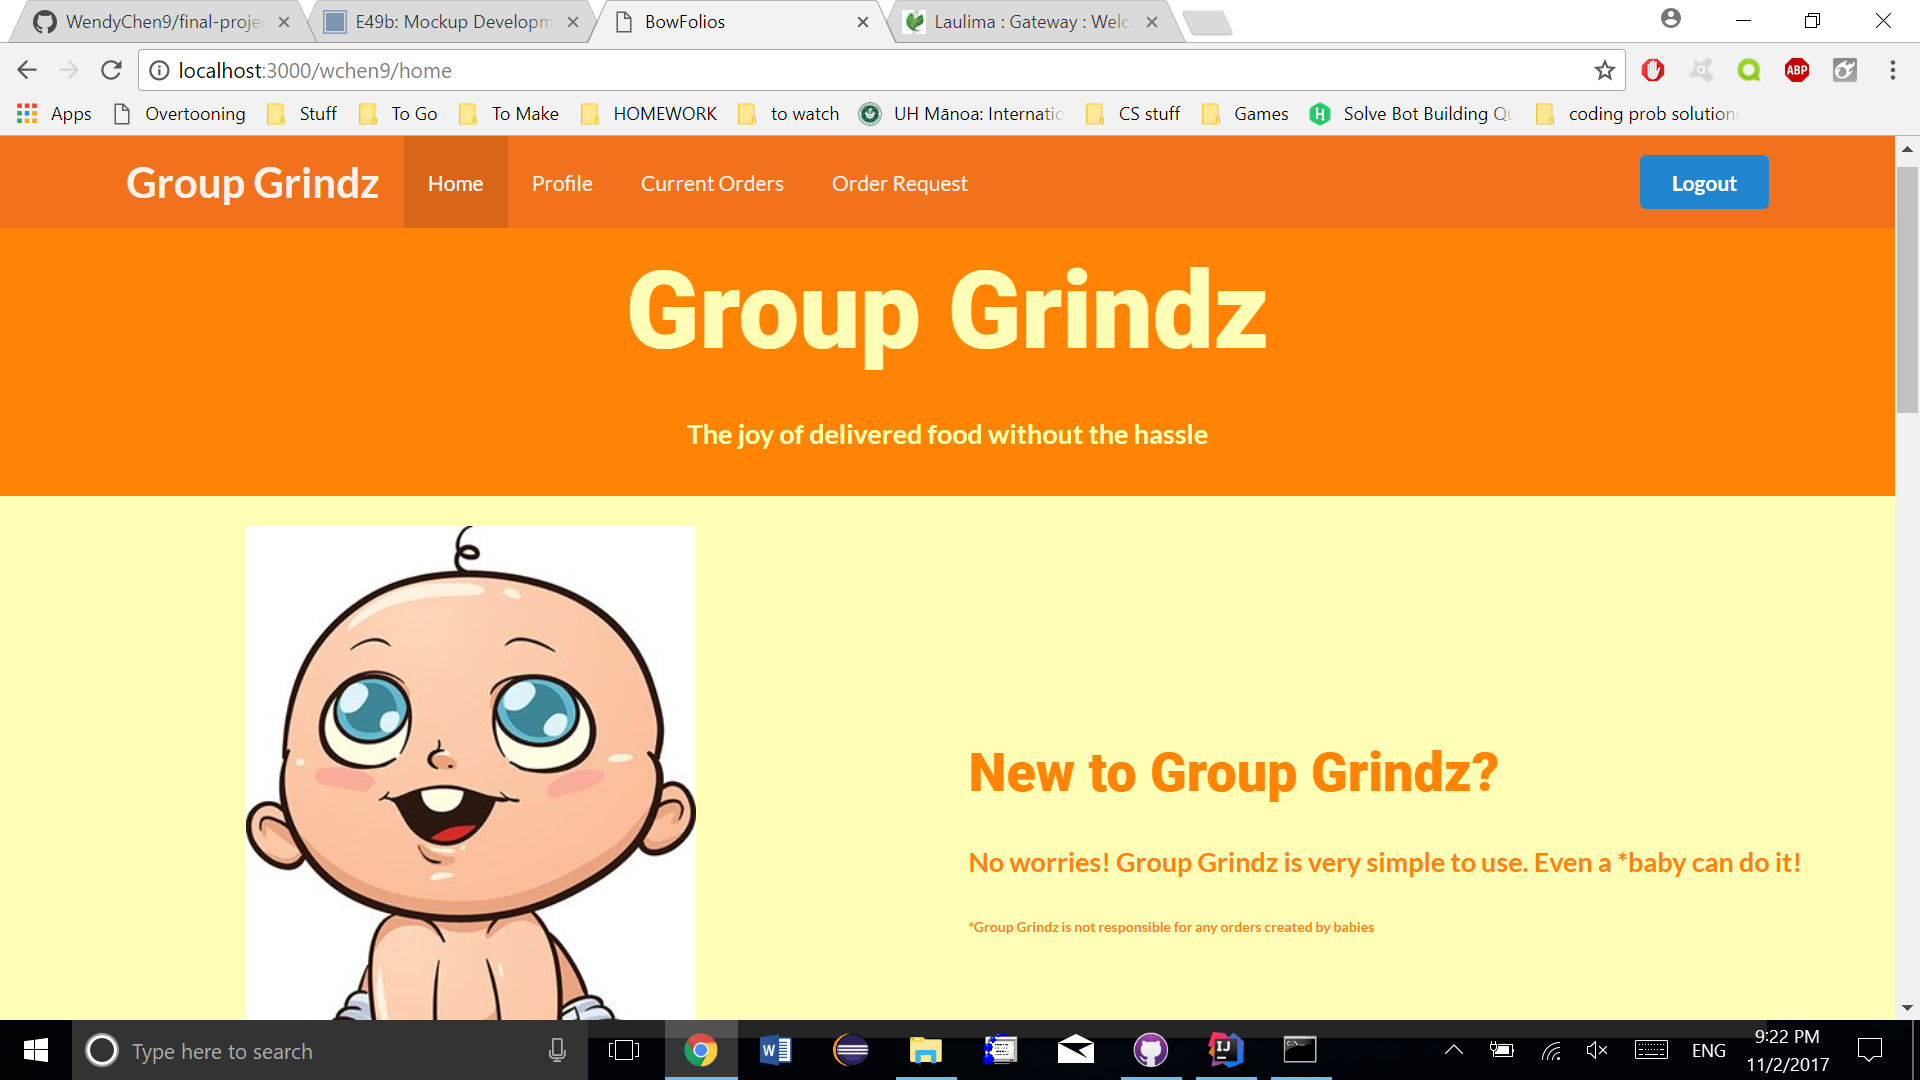 WendyChen9/final-proje
E49b: Mockup Developm
BowFolios
Laulima : Gateway : Welc
localhost:3000/wchen9/home
Apps
Overtooning
Stuff
To Go
To Make
HOMEWORK
to watch
UH Mānoa: Internatic
CS stuff
Games
Solve Bot Building Qu
coding prob solution
ABP
Group Grindz
Home
Profile
Current Orders
Order Request
Logout
Group Grindz
The joy of delivered food without the hassle
New to Group Grindz?
No worries! Group Grindz is very simple to use. Even a *baby can do it!
*Group Grindz is not responsible for any orders created by babies
Type here to search
ENG
9:22 PM
11/2/2017